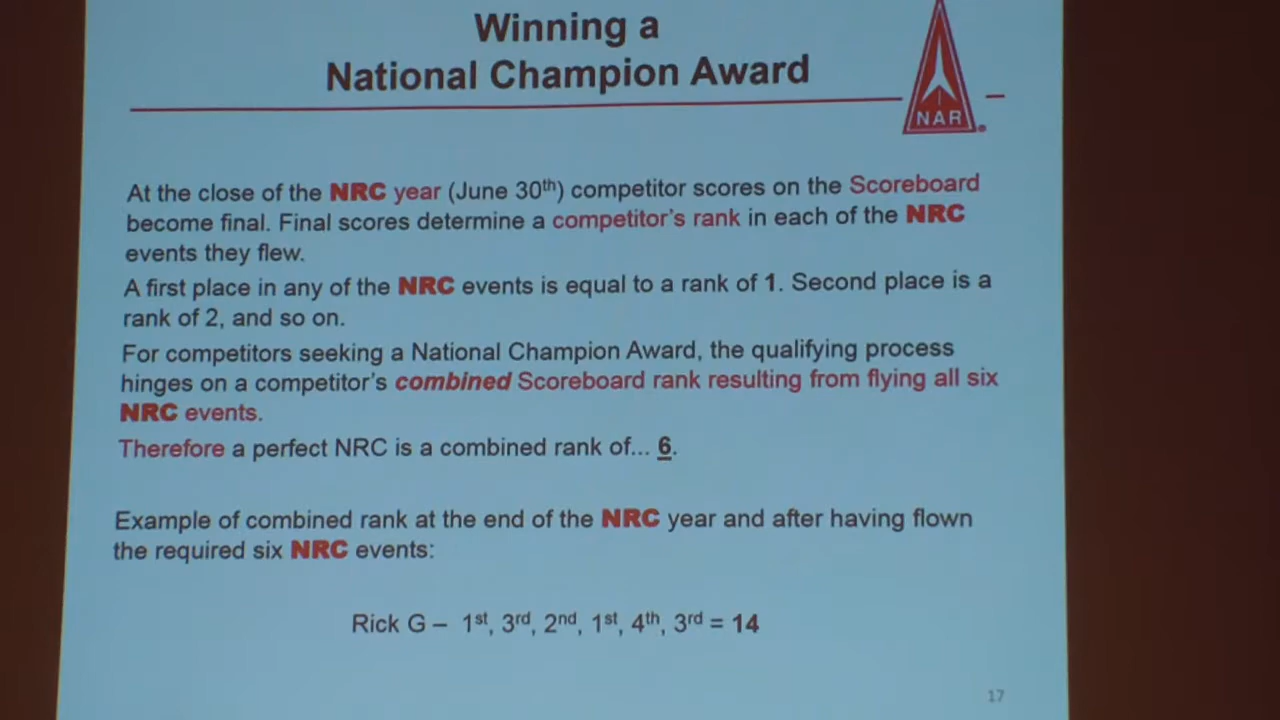 Winning a
National Champion Award
NAR
At the close of the NRC year (June 30th) competitor scores on the Scoreboard
become final. Final scores determine a competitor's rank in each of the NRC
events they flew.
A first place in any of the NRC events is equal to a rank of 1. Second place is a
rank of 2, and so on.
For competitors seeking a National Champion Award, the qualifying process
hinges on a competitor's combined Scoreboard rank resulting from flying all six
NRC events.
Therefore a perfect NRC is a combined rank of... 6.
Example of combined rank at the end of the NRC year and after having flown
the required six NRC events:
Rick G – 1st, 3rd, 2nd, 1st, 4th, 3rd = 14
17